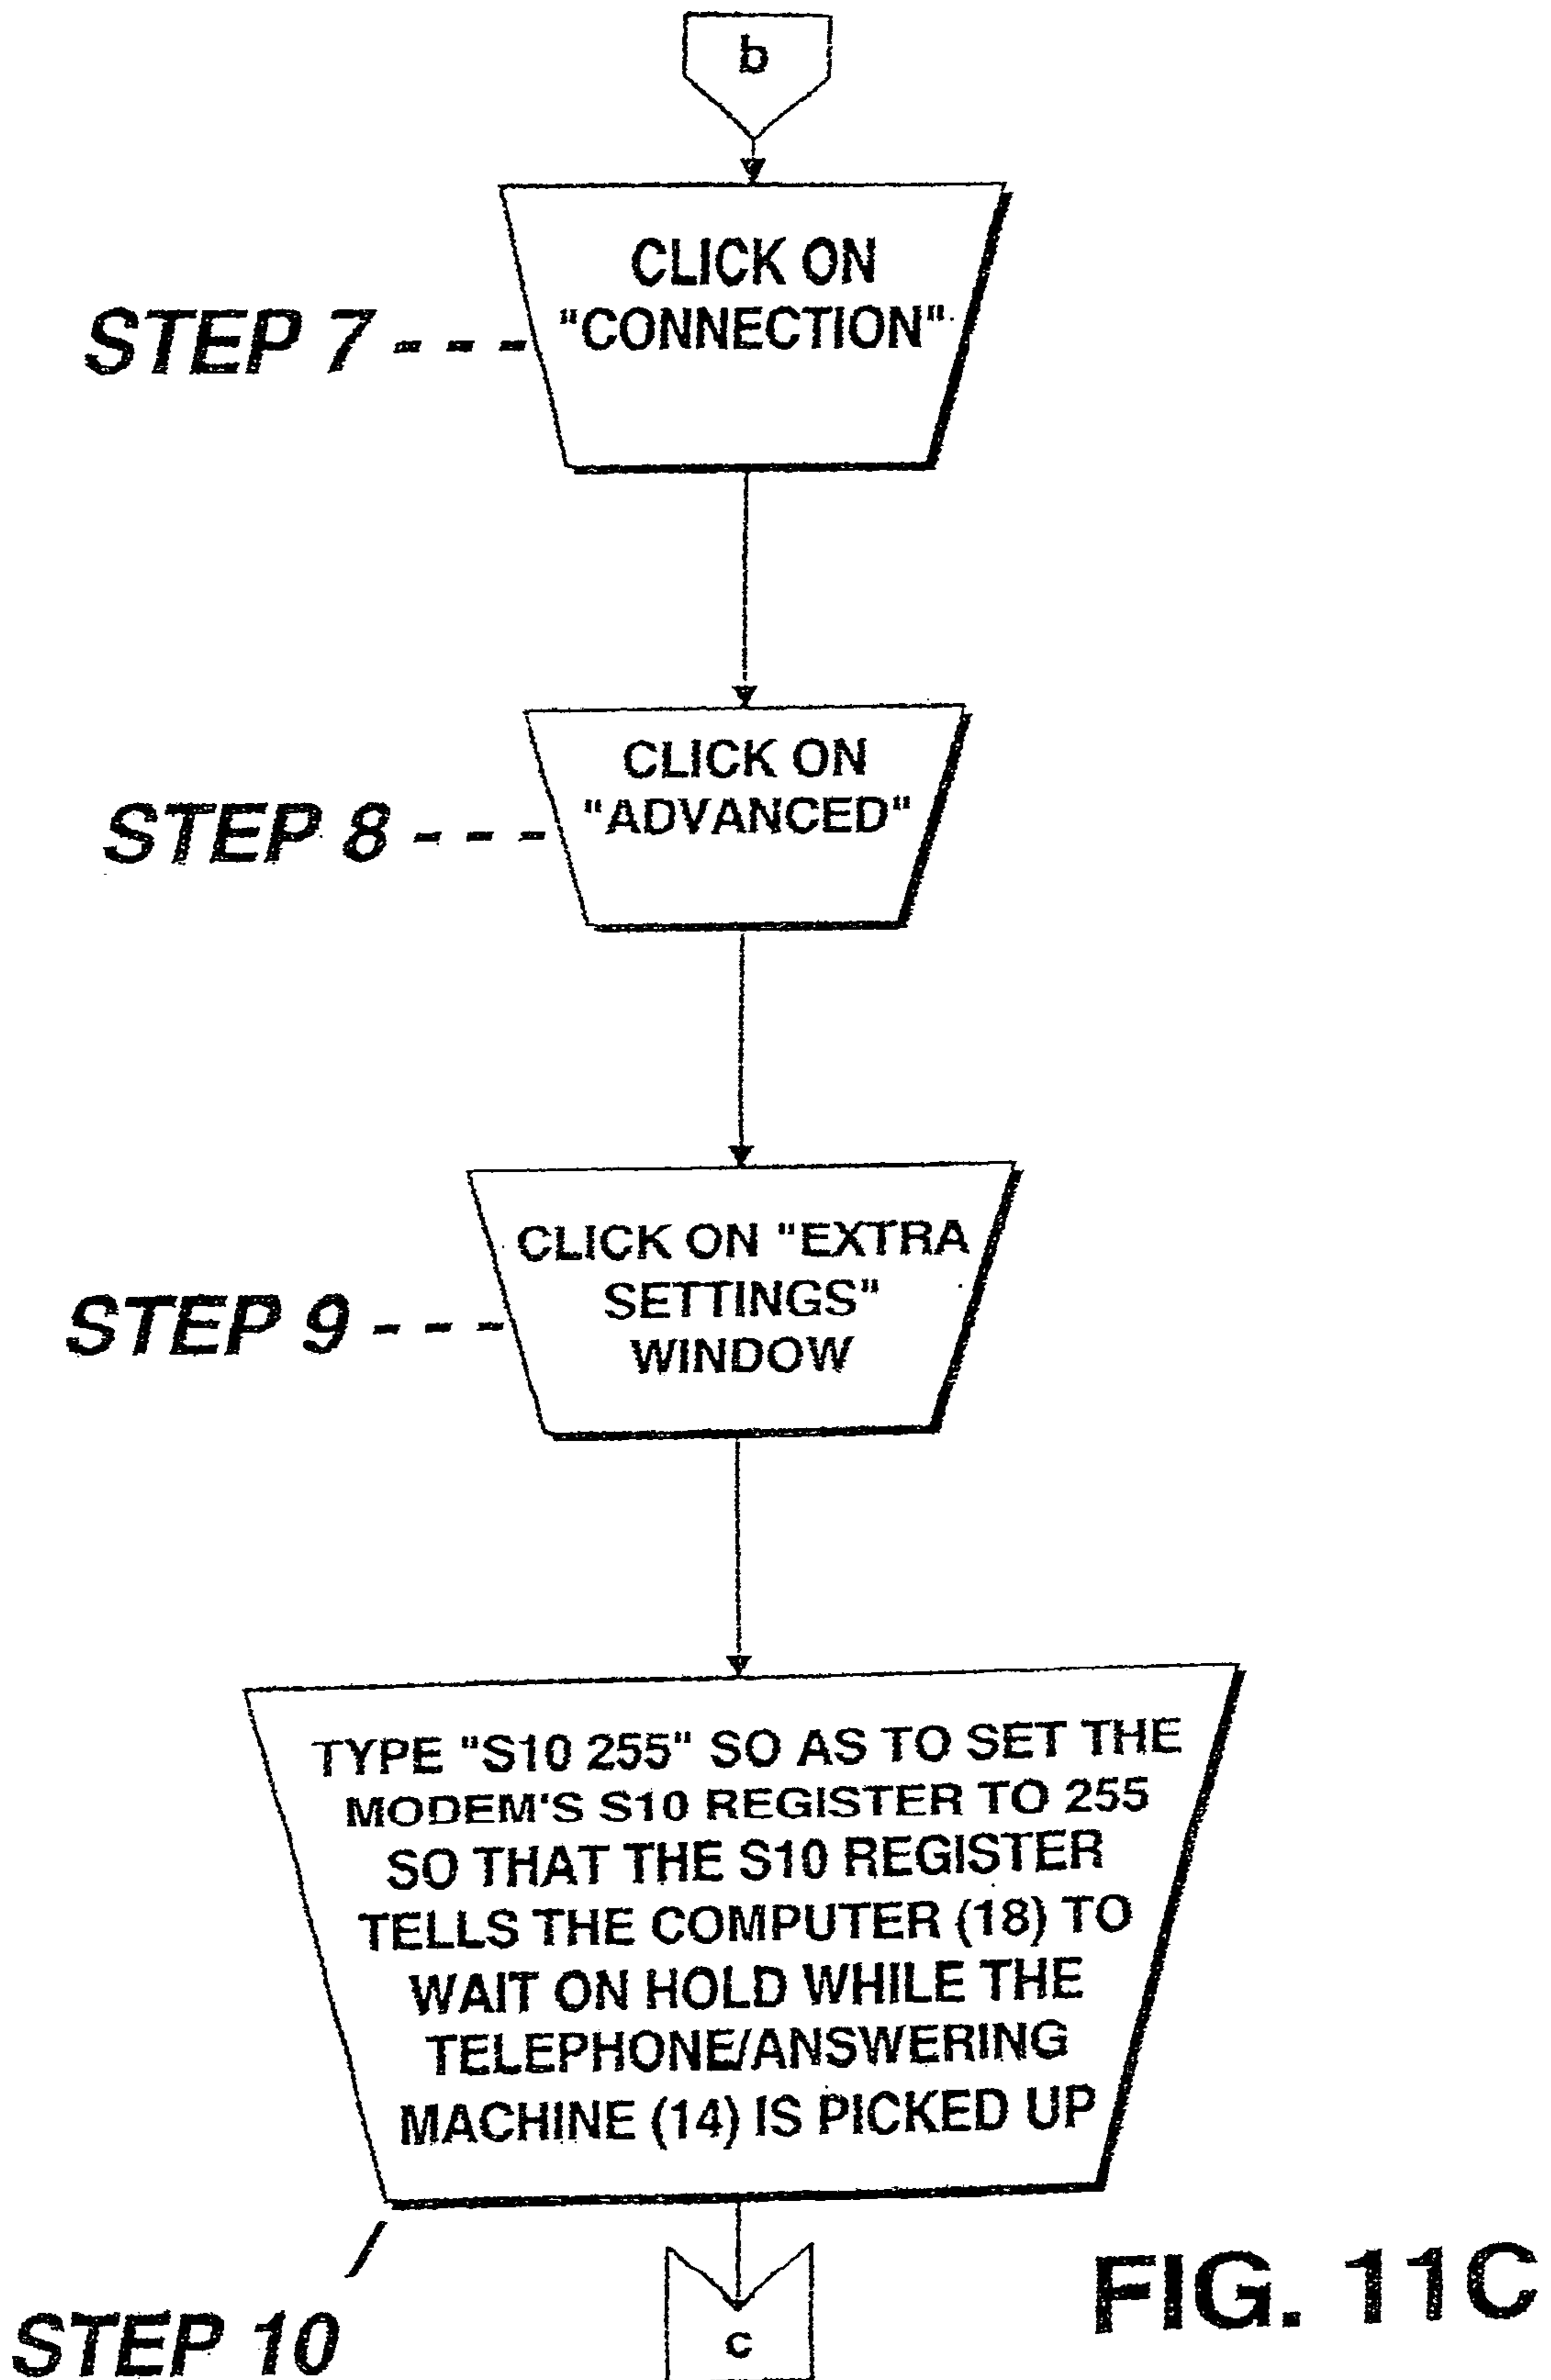 b
CLICK ON
"CONNECTION"
STEP 7 - - -
CLICK ON
"ADVANCED"
STEP 8 - - -
CLICK ON "EXTRA
SETTINGS"
WINDOW
STEP 9 - - -
TYPE "S10 255" SO AS TO SET THE
MODEM'S S10 REGISTER TO 255
SO THAT THE S10 REGISTER
TELLS THE COMPUTER (18) TO
WAIT ON HOLD WHILE THE
TELEPHONE/ANSWERING
MACHINE (14) IS PICKED UP
STEP 10
c
FIG. 11C